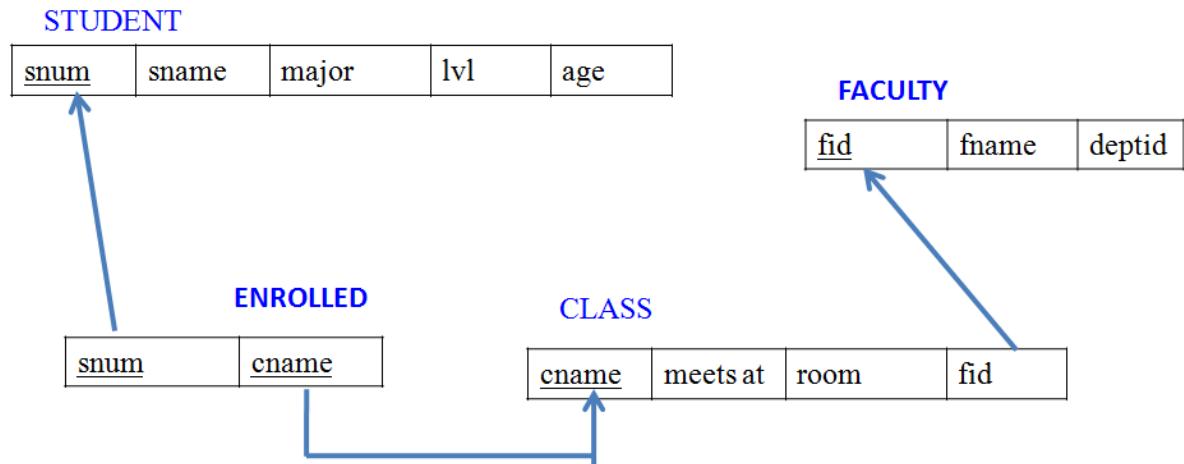 STUDENT
snum sname major lvl age
FACULTY
fid fname deptid
ENROLLED
snum cname
CLASS
cname meets at room fid